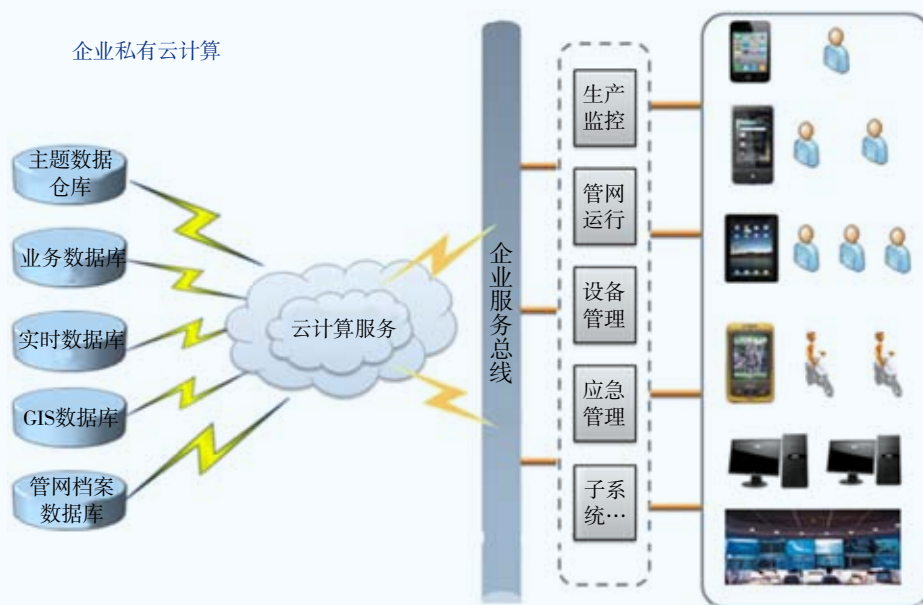 企业私有云计算
主题数据
仓库
业务数据库
实时数据库
GIS数据库
管网档案
数据库
云计算服务
企业服务总线
生产
监控
管网
运行
设备
管理
应急
管理
子系
统…